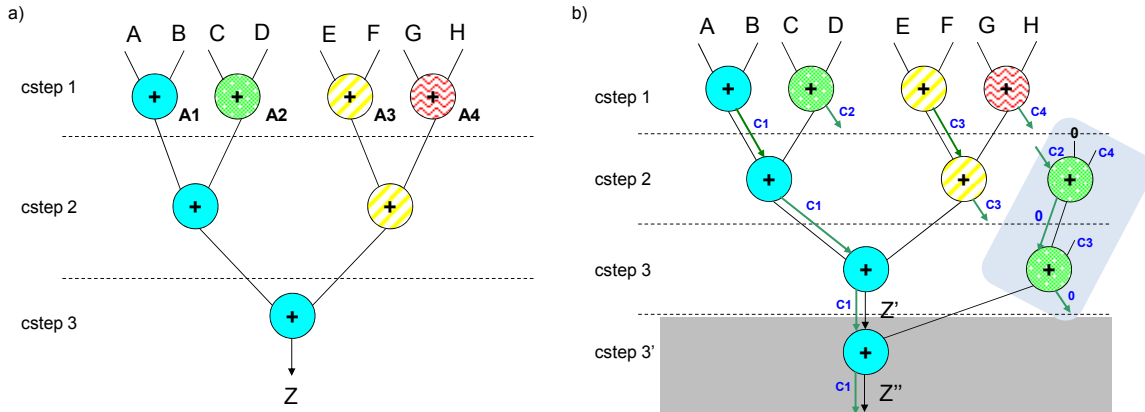 a)
A B C D E F G H
cstep 1
+ A1 + A2 + A3 + A4
cstep 2
+ +
cstep 3
+
Z
b)
A B C D E F G H
cstep 1
+ + + +
C1 C2 C3 C4
0
cstep 2
+ + C2 + C4
C1 C3 0
cstep 3
+ + C3
C1 Z' 0
cstep 3’
+
C1 Z''